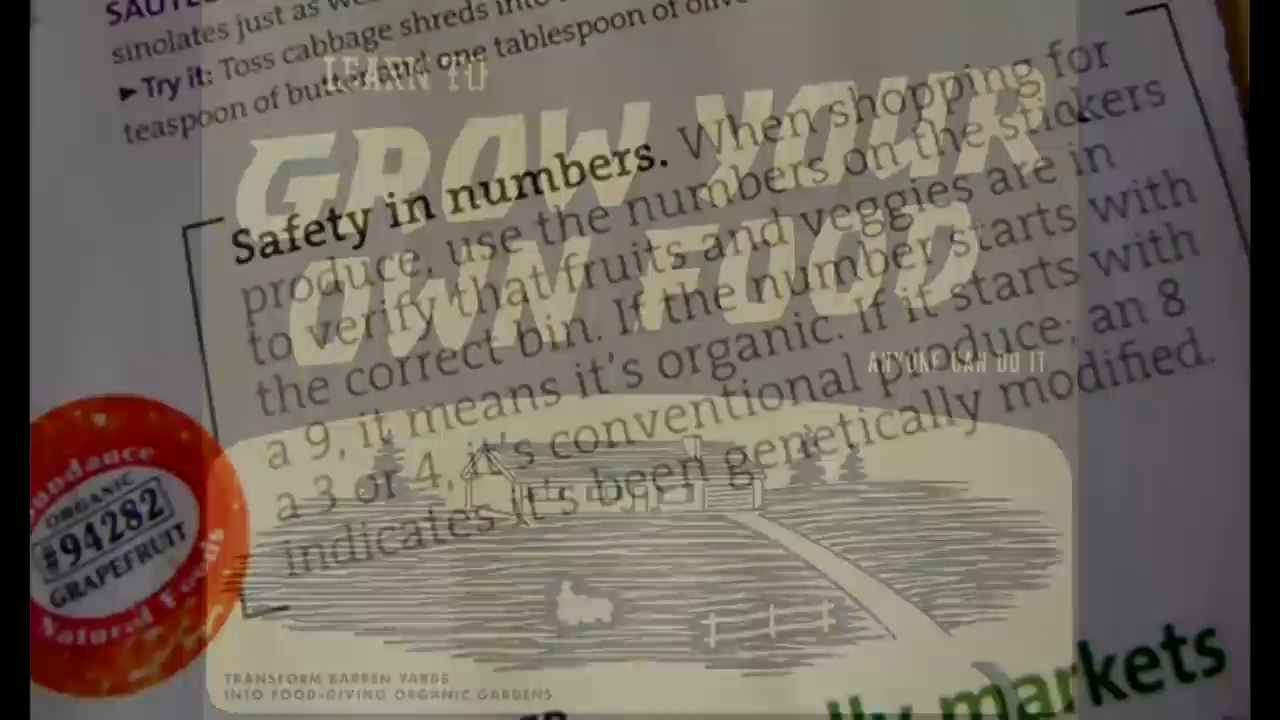 sinolates just as
▸Try it: Toss cabbage shreds into
teaspoon of butter and one tablespoon of olive
LEARN TO
GROW YOUR
OWN FOOD
ANYONE CAN DO IT
Safety in numbers. When shopping for
produce, use the numbers on the stickers
to verify that fruits and veggies are in
the correct bin. If the number starts with
a 9, it means it's organic. If it starts with
a 3 or 4, it's conventional produce; an 8
indicates it's been genetically modified.
ORGANIC
#94282
GRAPEFRUIT
Natural Foods
TRANSFORM BARREN YARDS
INTO FOOD-GIVING ORGANIC GARDENS
markets